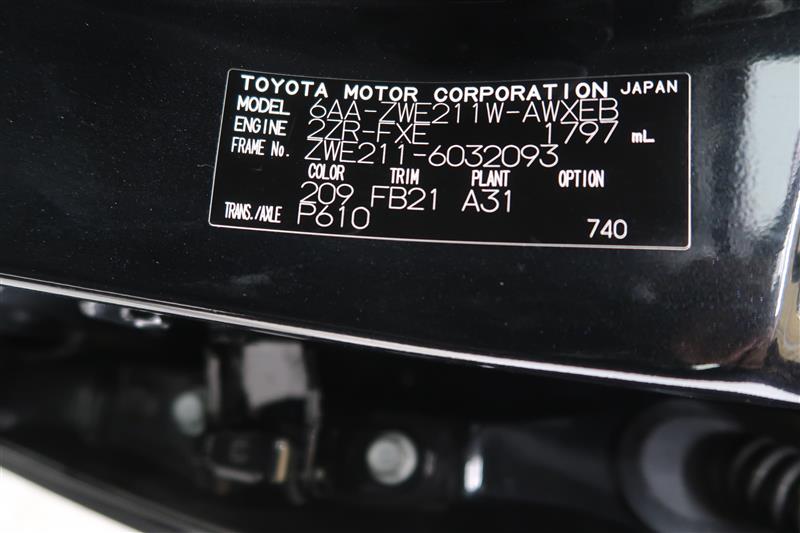 TOYOTA MOTOR CORPORATION JAPAN
MODEL 6AA-ZWE211W-AWXEB
ENGINE 2ZR-FXE 1797 mL
FRAME No. ZWE211-6032093
COLOR TRIM PLANT OPTION
209 FB21 A31
TRANS./AXLE P610 740